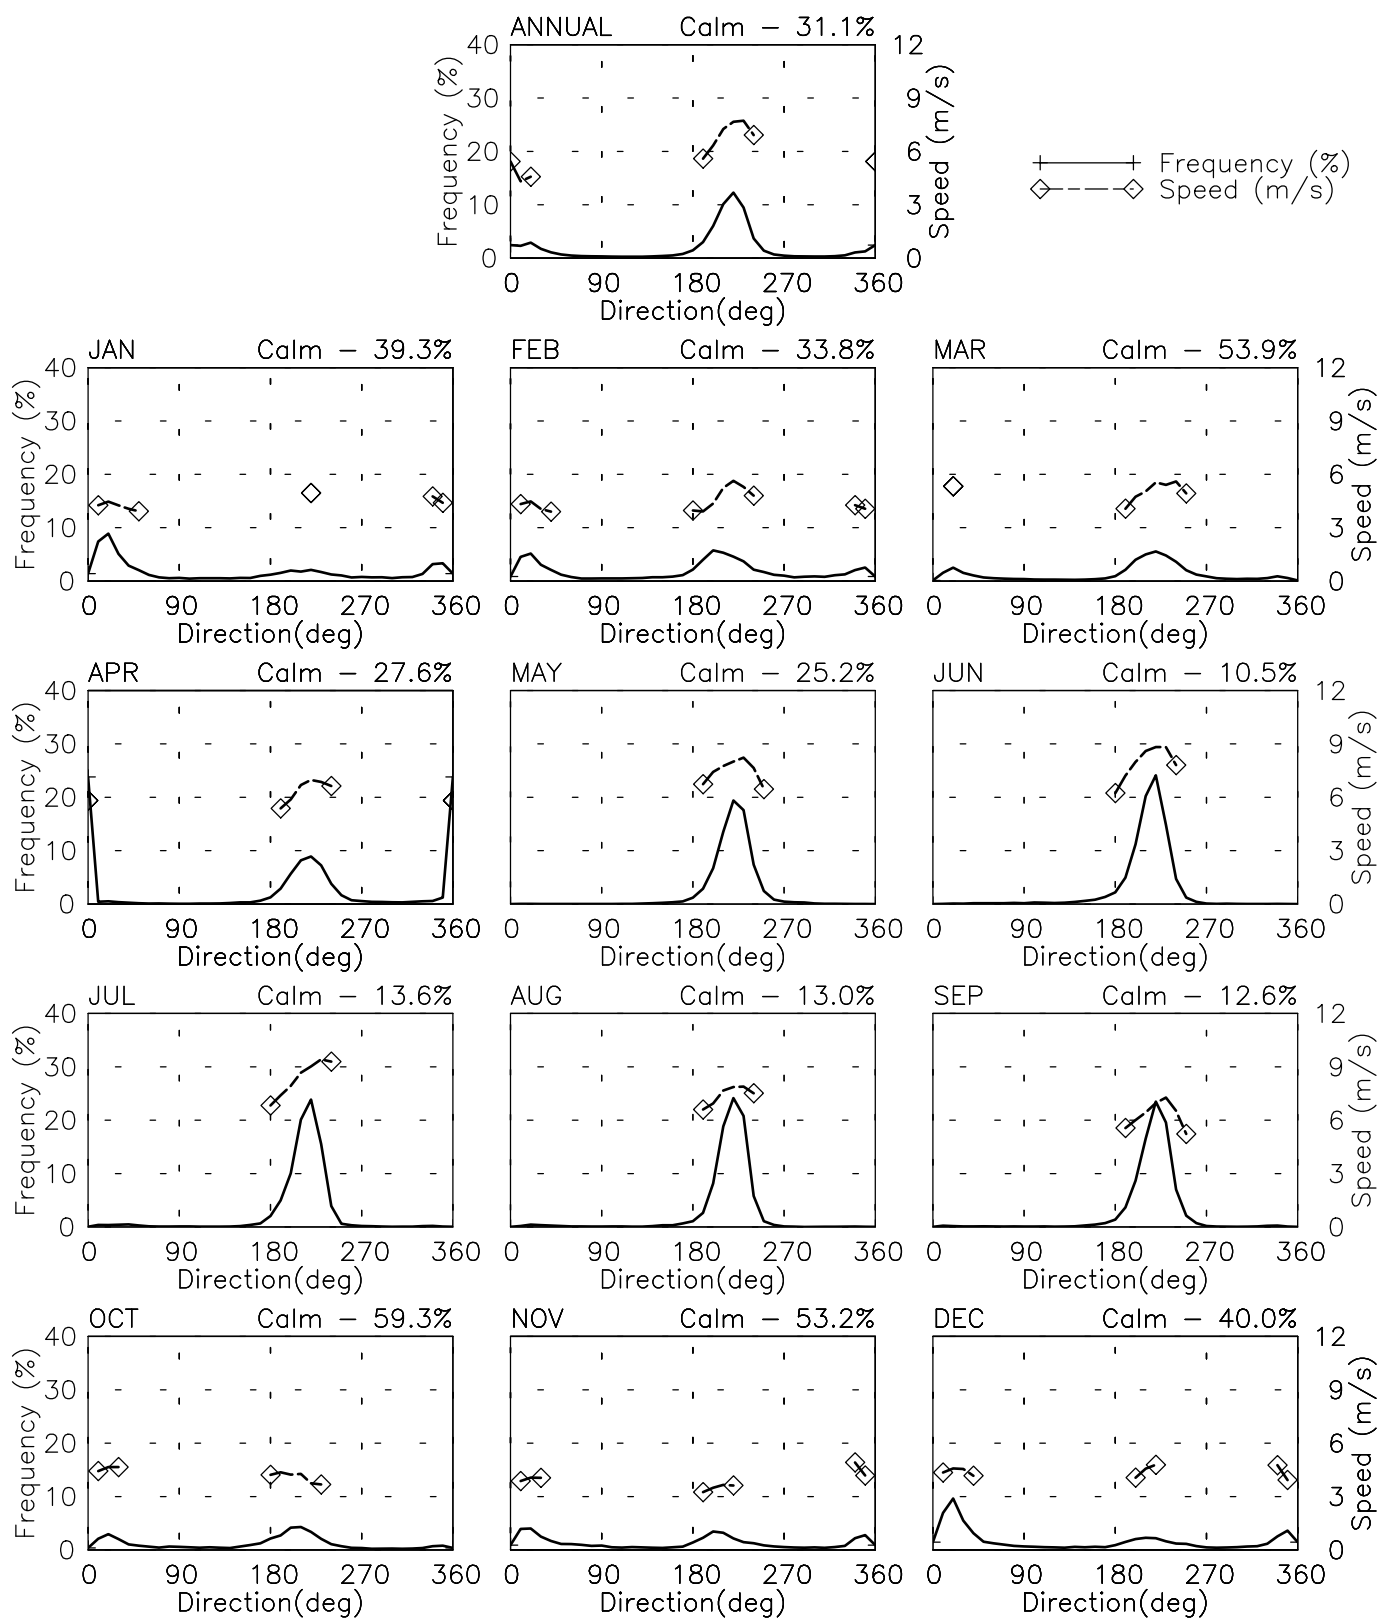 ANNUAL Calm - 31.1%
40 30 20 10 0
Frequency (%)
12 9 6 3 0
Speed (m/s)
0 90 180 270 360
Direction(deg)
Frequency (%)
Speed (m/s)
JAN Calm - 39.3%
FEB Calm - 33.8%
MAR Calm - 53.9%
40 30 20 10 0
Frequency (%)
12 9 6 3 0
Speed (m/s)
0 90 180 270 360
0 90 180 270 360
0 90 180 270 360
Direction(deg)
Direction(deg)
Direction(deg)
APR Calm - 27.6%
MAY Calm - 25.2%
JUN Calm - 10.5%
40 30 20 10 0
Frequency (%)
12 9 6 3 0
Speed (m/s)
0 90 180 270 360
0 90 180 270 360
0 90 180 270 360
Direction(deg)
Direction(deg)
Direction(deg)
JUL Calm - 13.6%
AUG Calm - 13.0%
SEP Calm - 12.6%
40 30 20 10 0
Frequency (%)
12 9 6 3 0
Speed (m/s)
0 90 180 270 360
0 90 180 270 360
0 90 180 270 360
Direction(deg)
Direction(deg)
Direction(deg)
OCT Calm - 59.3%
NOV Calm - 53.2%
DEC Calm - 40.0%
40 30 20 10 0
Frequency (%)
12 9 6 3 0
Speed (m/s)
0 90 180 270 360
0 90 180 270 360
0 90 180 270 360
Direction(deg)
Direction(deg)
Direction(deg)